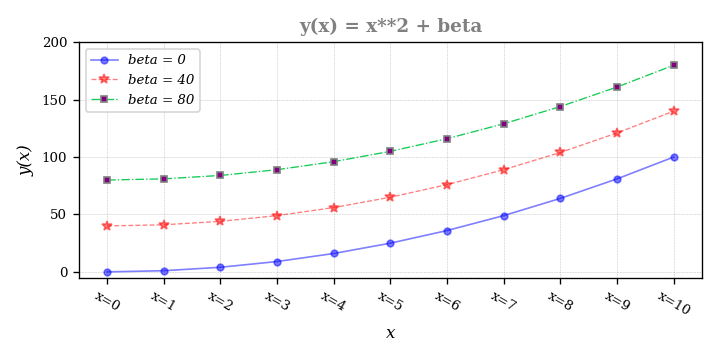 y(x) = x**2 + beta
beta = 0
beta = 40
beta = 80
y(x)
200
150
100
50
0
x=0 x=1 x=2 x=3 x=4 x=5 x=6 x=7 x=8 x=9 x=10
x